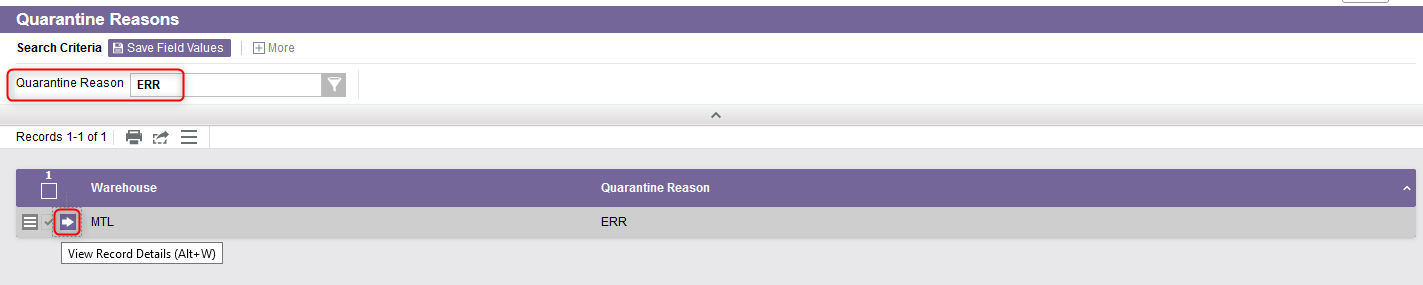 Quarantine Reasons
Search Criteria Save Field Values More
Quarantine Reason ERR
Records 1-1 of 1
1
Warehouse Quarantine Reason
MTL ERR
View Record Details (Alt+W)